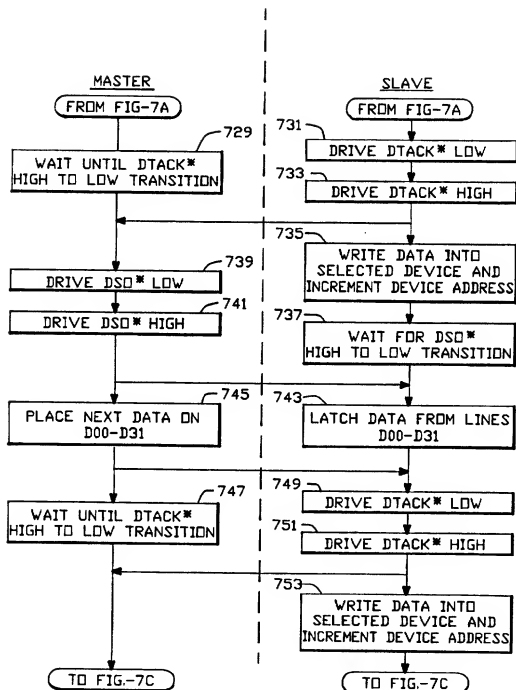 MASTER
FROM FIG-7A
729
WAIT UNTIL DTACK*
HIGH TO LOW TRANSITION
739
DRIVE DSO* LOW
741
DRIVE DSO* HIGH
745
PLACE NEXT DATA ON
D00-D31
747
WAIT UNTIL DTACK*
HIGH TO LOW TRANSITION
TO FIG.-7C
SLAVE
FROM FIG-7A
731
DRIVE DTACK* LOW
733
DRIVE DTACK* HIGH
735
WRITE DATA INTO
SELECTED DEVICE AND
INCREMENT DEVICE ADDRESS
737
WAIT FOR DSO*
HIGH TO LOW TRANSITION
743
LATCH DATA FROM LINES
D00-D31
749
DRIVE DTACK* LOW
751
DRIVE DTACK* HIGH
753
WRITE DATA INTO
SELECTED DEVICE AND
INCREMENT DEVICE ADDRESS
TO FIG.-7C